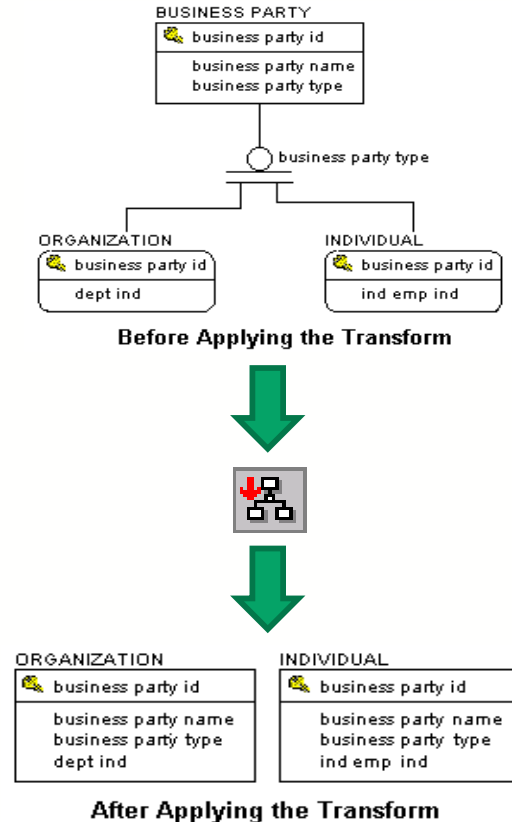 BUSINESS PARTY
business party id
business party name
business party type
business party type
ORGANIZATION
business party id
dept ind
INDIVIDUAL
business party id
ind emp ind
Before Applying the Transform
ORGANIZATION
business party id
business party name
business party type
dept ind
INDIVIDUAL
business party id
business party name
business party type
ind emp ind
After Applying the Transform